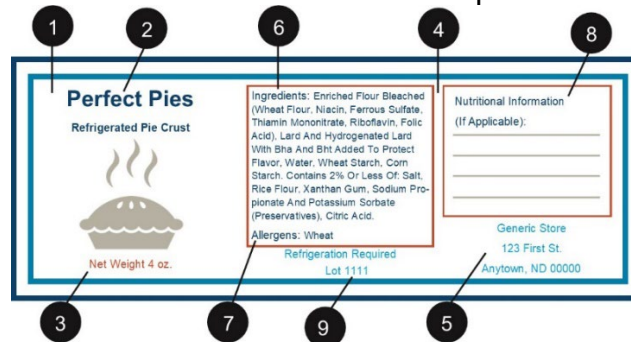 1
2
6
4
8
Perfect Pies
Refrigerated Pie Crust
Net Weight 4 oz.
Ingredients: Enriched Flour Bleached
(Wheat Flour, Niacin, Ferrous Sulfate,
Thiamin Mononitrate, Riboflavin, Folic
Acid), Lard And Hydrogenated Lard
With Bha And Bht Added To Protect
Flavor, Water, Wheat Starch, Corn
Starch. Contains 2% Or Less Of: Salt,
Rice Flour, Xanthan Gum, Sodium Pro-
pionate And Potassium Sorbate
(Preservatives), Citric Acid.
Allergens: Wheat
Refrigeration Required
Lot 1111
Nutritional Information
(If Applicable):
Generic Store
123 First St.
Anytown, ND 00000
3
7
9
5